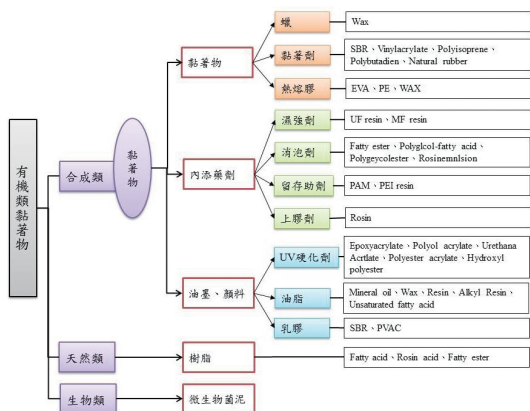 有機類黏著物
合成類
黏著物
黏著物
蠟
Wax
黏著劑
SBR、Vinylacrylate、Polyisoprene、
Polybutadien、Natural rubber
熱熔膠
EVA、PE、WAX
內添藥劑
濕強劑
UF resin、MF resin
消泡劑
Fatty ester、Polyglcol-fatty acid、
Polygeycolester、Rosinemnlsion
留存助劑
PAM、PEI resin
上膠劑
Rosin
油墨、顏料
UV硬化劑
Epoxyacrylate、Polyol acrylate、Urethana
Acrtlate、Polyester acrylate、Hydroxyl
polyester
油脂
Mineral oil、Wax、Resin、Alkyl Resin、
Unsaturated fatty acid
乳膠
SBR、PVAC
天然類
樹脂
Fatty acid、Rosin acid、Fatty ester
生物類
微生物菌泥